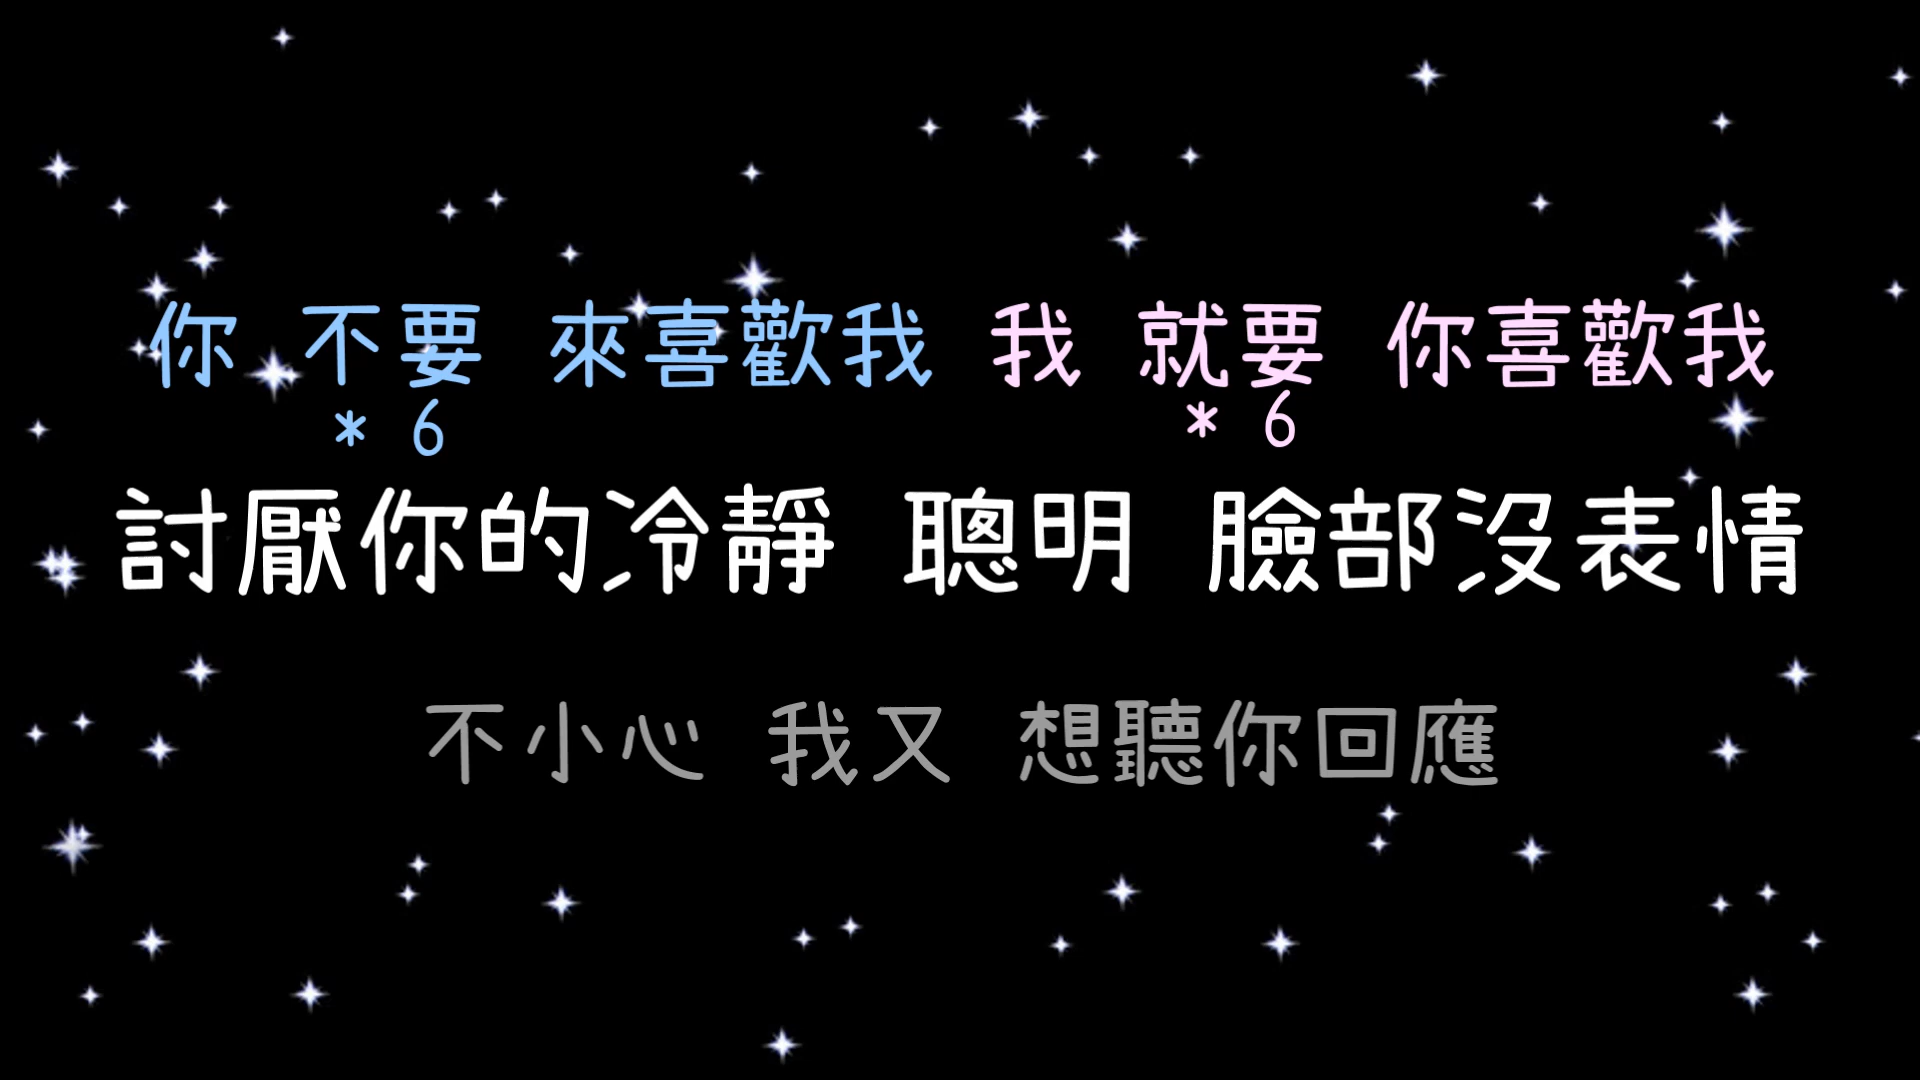 你 不要 來喜歡我 我 就要 你喜歡我
* 6 * 6
討厭你的冷靜 聰明 臉部沒表情
不小心 我又 想聽你回應